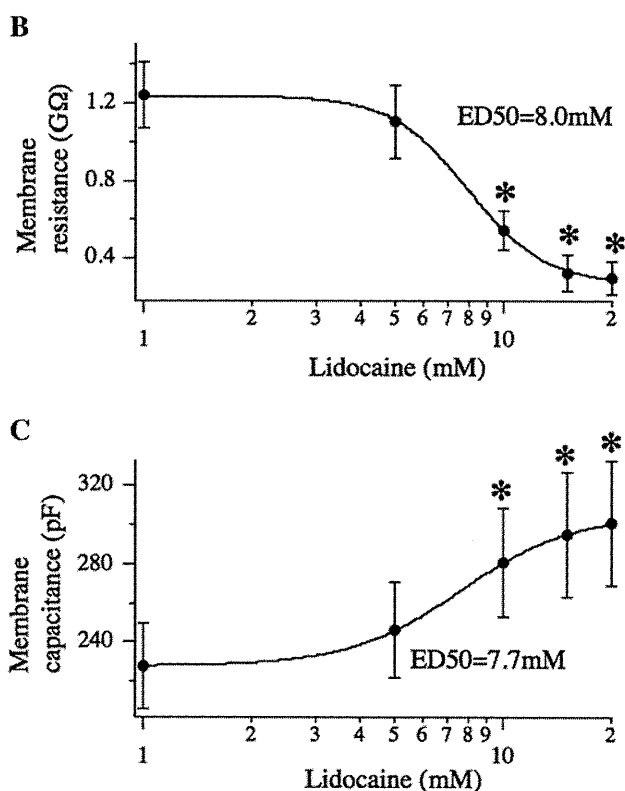 B
Membrane
resistance (GΩ)
1.2
0.8
0.4
ED50=8.0mM
*
*
*
2 3 4 5 6 7 8 9 2
1 10
Lidocaine (mM)
C
Membrane
capacitance (pF)
320
280
240
*
*
*
ED50=7.7mM
2 3 4 5 6 7 8 9 2
1 10
Lidocaine (mM)